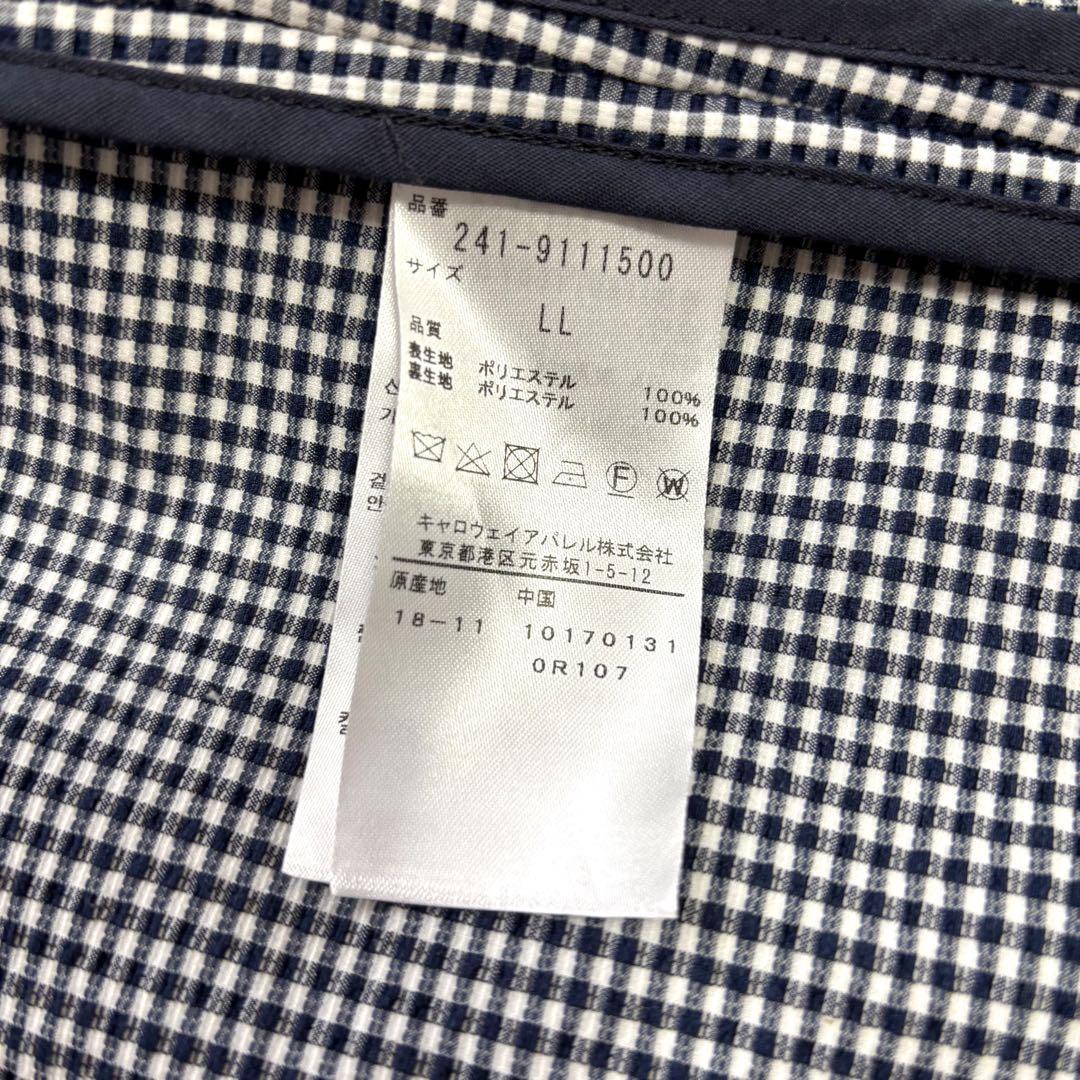 品番
241-9111500
サイズ
LL
品質
表生地 ポリエステル 100%
裏生地 ポリエステル 100%
F W
キャロウェイアパレル株式会社
東京都港区元赤坂1-5-12
原産地 中国
18-11 10170131
0R107
겉
안